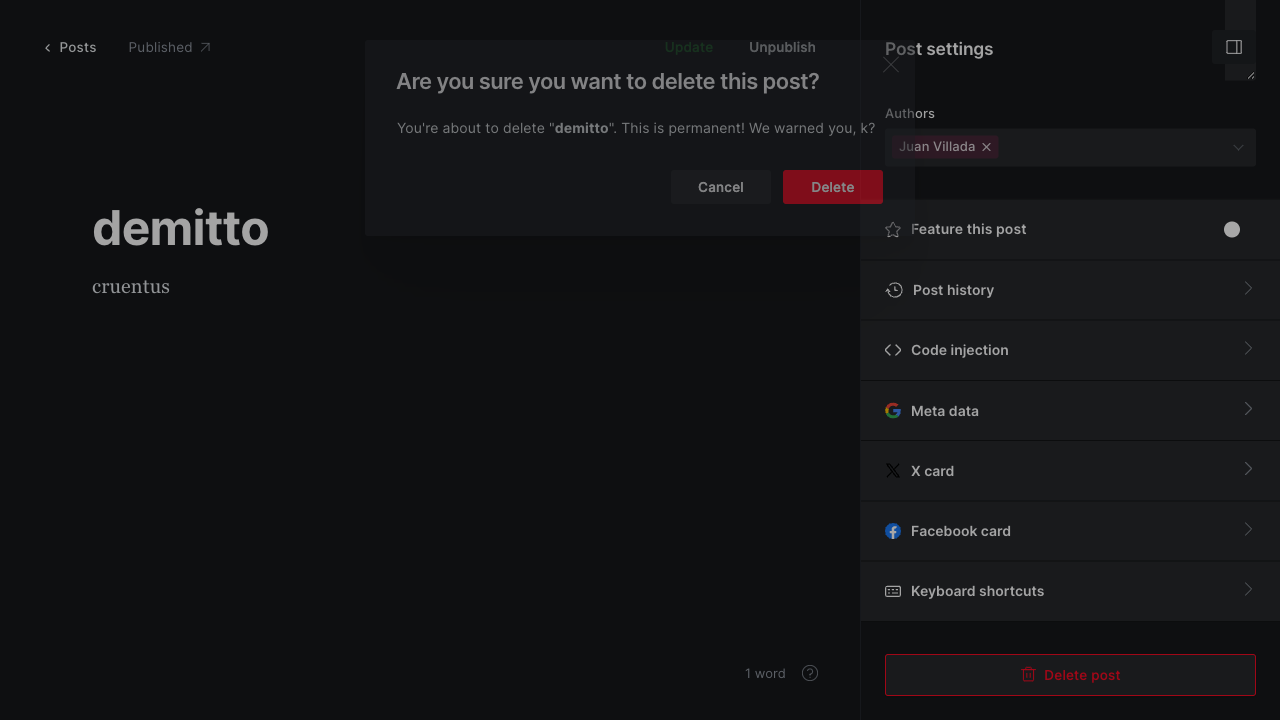 Posts
Published
Update
Unpublish
Post settings
Are you sure you want to delete this post?
You're about to delete "demitto". This is permanent! We warned you, k?
Cancel
Delete
Authors
Juan Villada
demitto
cruentus
Feature this post
Post history
Code injection
Meta data
X card
Facebook card
Keyboard shortcuts
1 word
Delete post